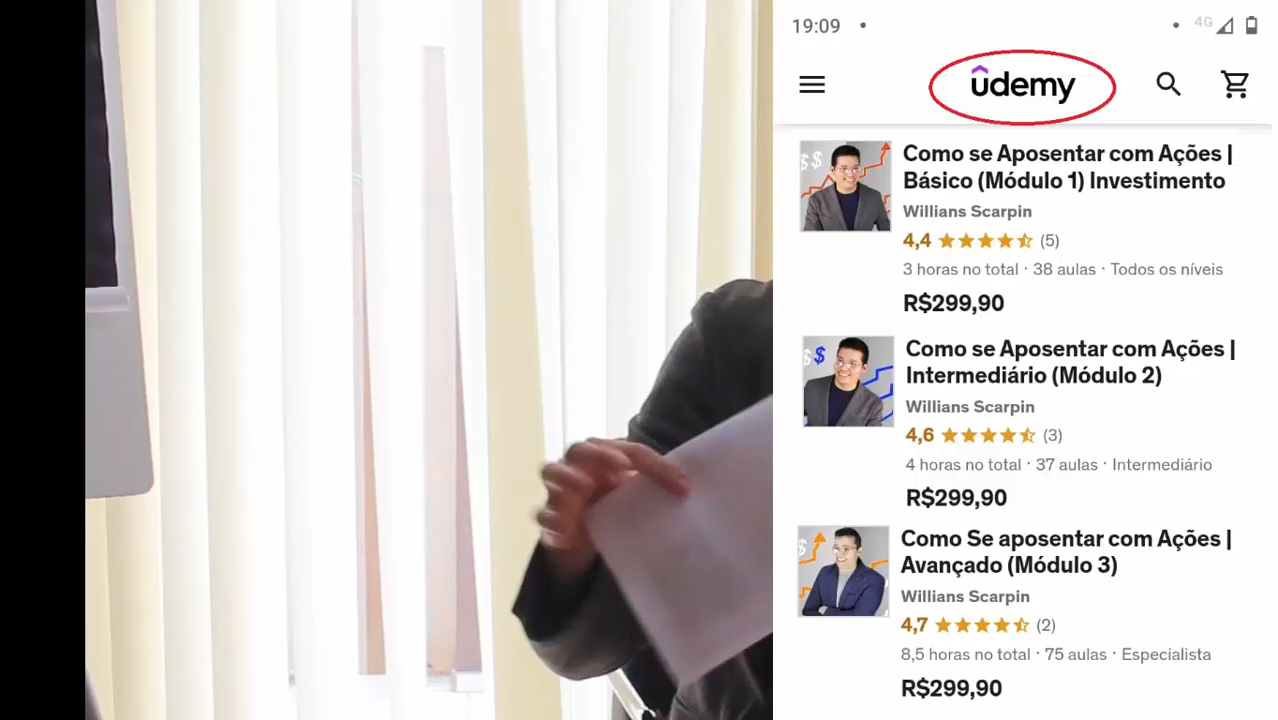 19:09
4G
ûdemy
Como se Aposentar com Ações |
Básico (Módulo 1) Investimento
Willians Scarpin
4,4 (5)
3 horas no total · 38 aulas · Todos os níveis
R$299,90
Como se Aposentar com Ações |
Intermediário (Módulo 2)
Willians Scarpin
4,6 (3)
4 horas no total · 37 aulas · Intermediário
R$299,90
Como Se aposentar com Ações |
Avançado (Módulo 3)
Willians Scarpin
4,7 (2)
8,5 horas no total · 75 aulas · Especialista
R$299,90